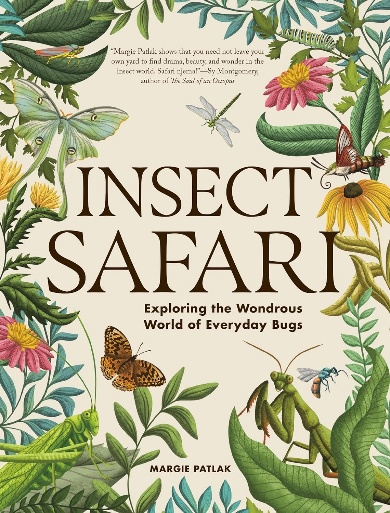 "Margie Patlak shows that you need not leave your
own yard to find drama, beauty, and wonder in the
insect world. Safari njema!"—Sy Montgomery,
author of The Soul of an Octopus
INSECT
SAFARI
Exploring the Wondrous
World of Everyday Bugs
MARGIE PATLAK